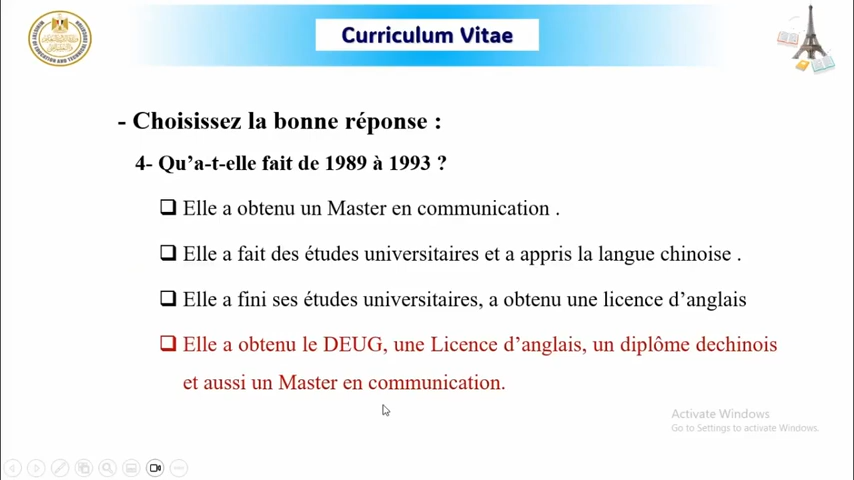 Curriculum Vitae
- Choisissez la bonne réponse :
4- Qu'a-t-elle fait de 1989 à 1993 ?
Elle a obtenu un Master en communication .
Elle a fait des études universitaires et a appris la langue chinoise .
Elle a fini ses études universitaires, a obtenu une licence d'anglais
Elle a obtenu le DEUG, une Licence d'anglais, un diplôme dechinois
et aussi un Master en communication.
Activate Windows
Go to Settings to activate Windows.